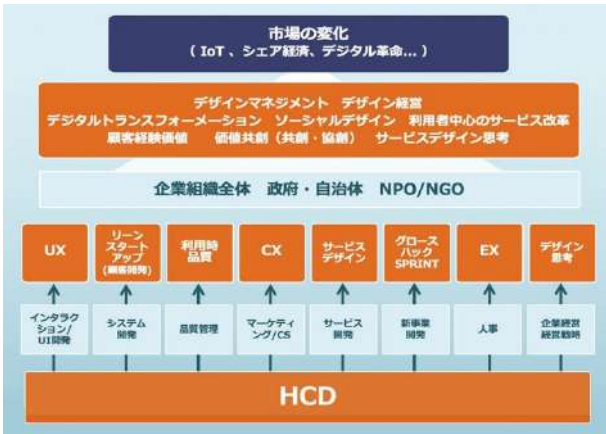 市場の変化
( IoT 、シェア経済、デジタル革命… )
デザインマネジメント デザイン経営
デジタルトランスフォーメーション ソーシャルデザイン 利用者中心のサービス改革
顧客経験価値 価値共創（共創・協創） サービスデザイン思考
企業組織全体 政府・自治体 NPO/NGO
UX
リーン
スタート
アップ
(顧客開発)
利用時
品質
CX
サービス
デザイン
グロース
ハック
SPRINT
EX
デザイン
思考
インタラク
ション/
UI開発
システム
開発
品質管理
マーケティ
ング/CS
サービス
開発
新事業
開発
人事
企業経営
経営戦略
HCD